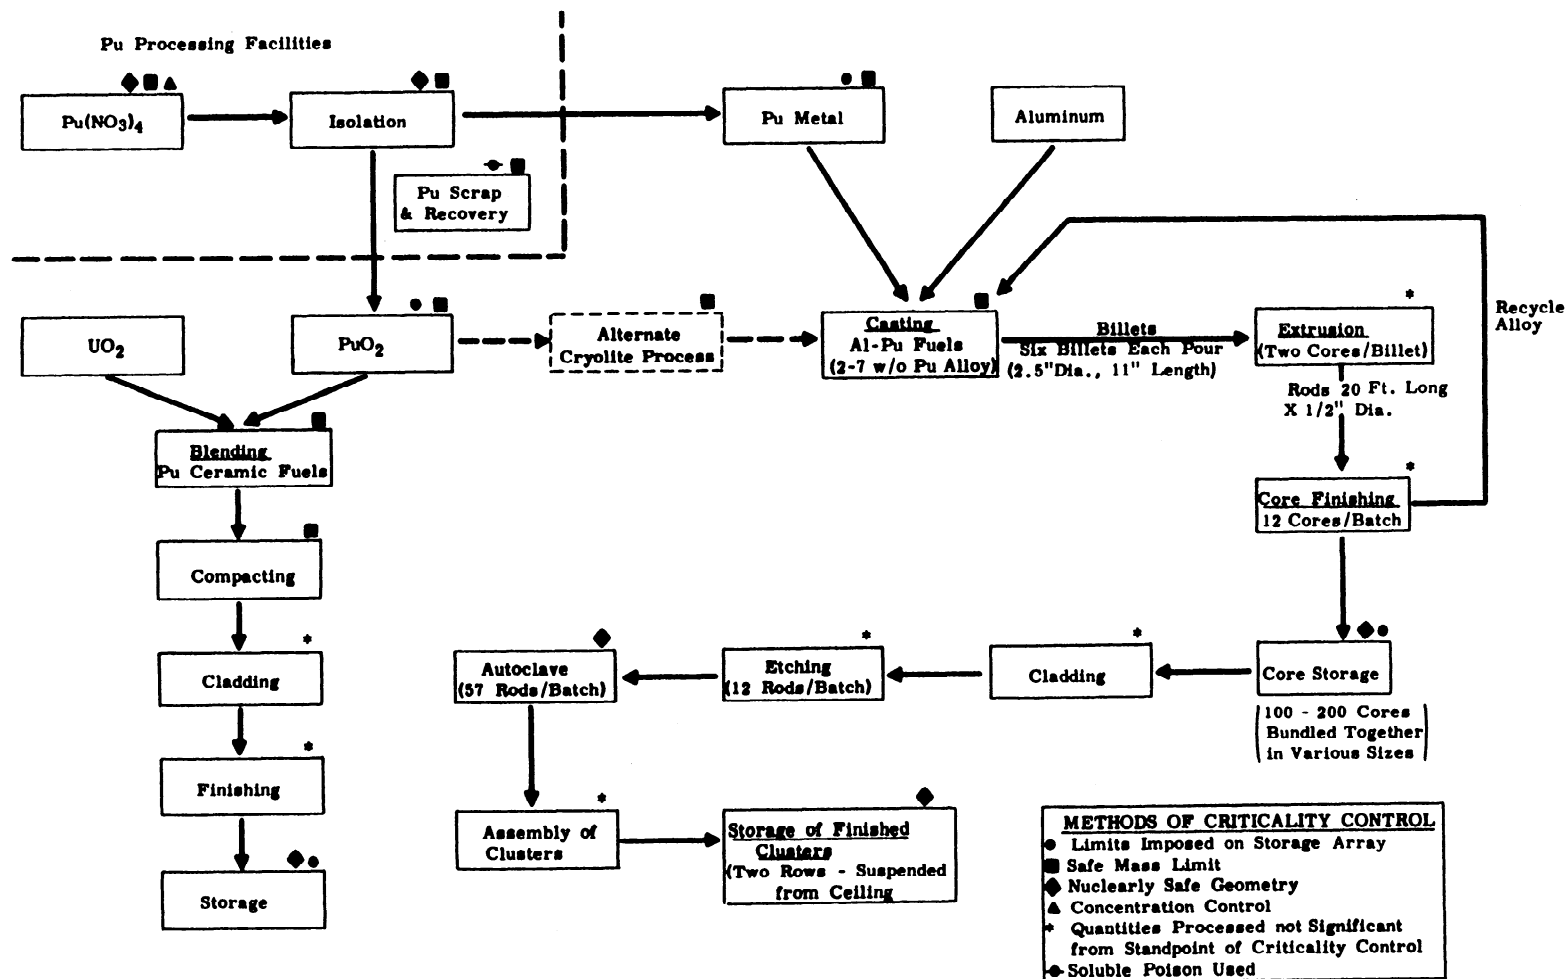 Pu Processing Facilities
Pu(NO3)4
Isolation
Pu Metal
Aluminum
Pu Scrap
& Recovery
Recycle
Alloy
UO2
PuO2
Alternate
Cryolite Process
Casting
Al-Pu Fuels
(2-7 w/o Pu Alloy)
Billets
Six Billets Each Pour
(2.5"Dia., 11" Length)
Extrusion
(Two Cores/Billet)
Rods 20 Ft. Long
X 1/2" Dia.
Blending
Pu Ceramic Fuels
Core Finishing
12 Cores/Batch
Compacting
Cladding
Autoclave
(57 Rods/Batch)
Etching
(12 Rods/Batch)
Cladding
Core Storage
(100 - 200 Cores
Bundled Together
in Various Sizes)
Finishing
Assembly of
Clusters
Storage of Finished
Clusters
(Two Rows - Suspended
from Ceiling
Storage
METHODS OF CRITICALITY CONTROL
● Limits Imposed on Storage Array
■ Safe Mass Limit
◆ Nuclearly Safe Geometry
▲ Concentration Control
* Quantities Processed not Significant
from Standpoint of Criticality Control
Soluble Poison Used